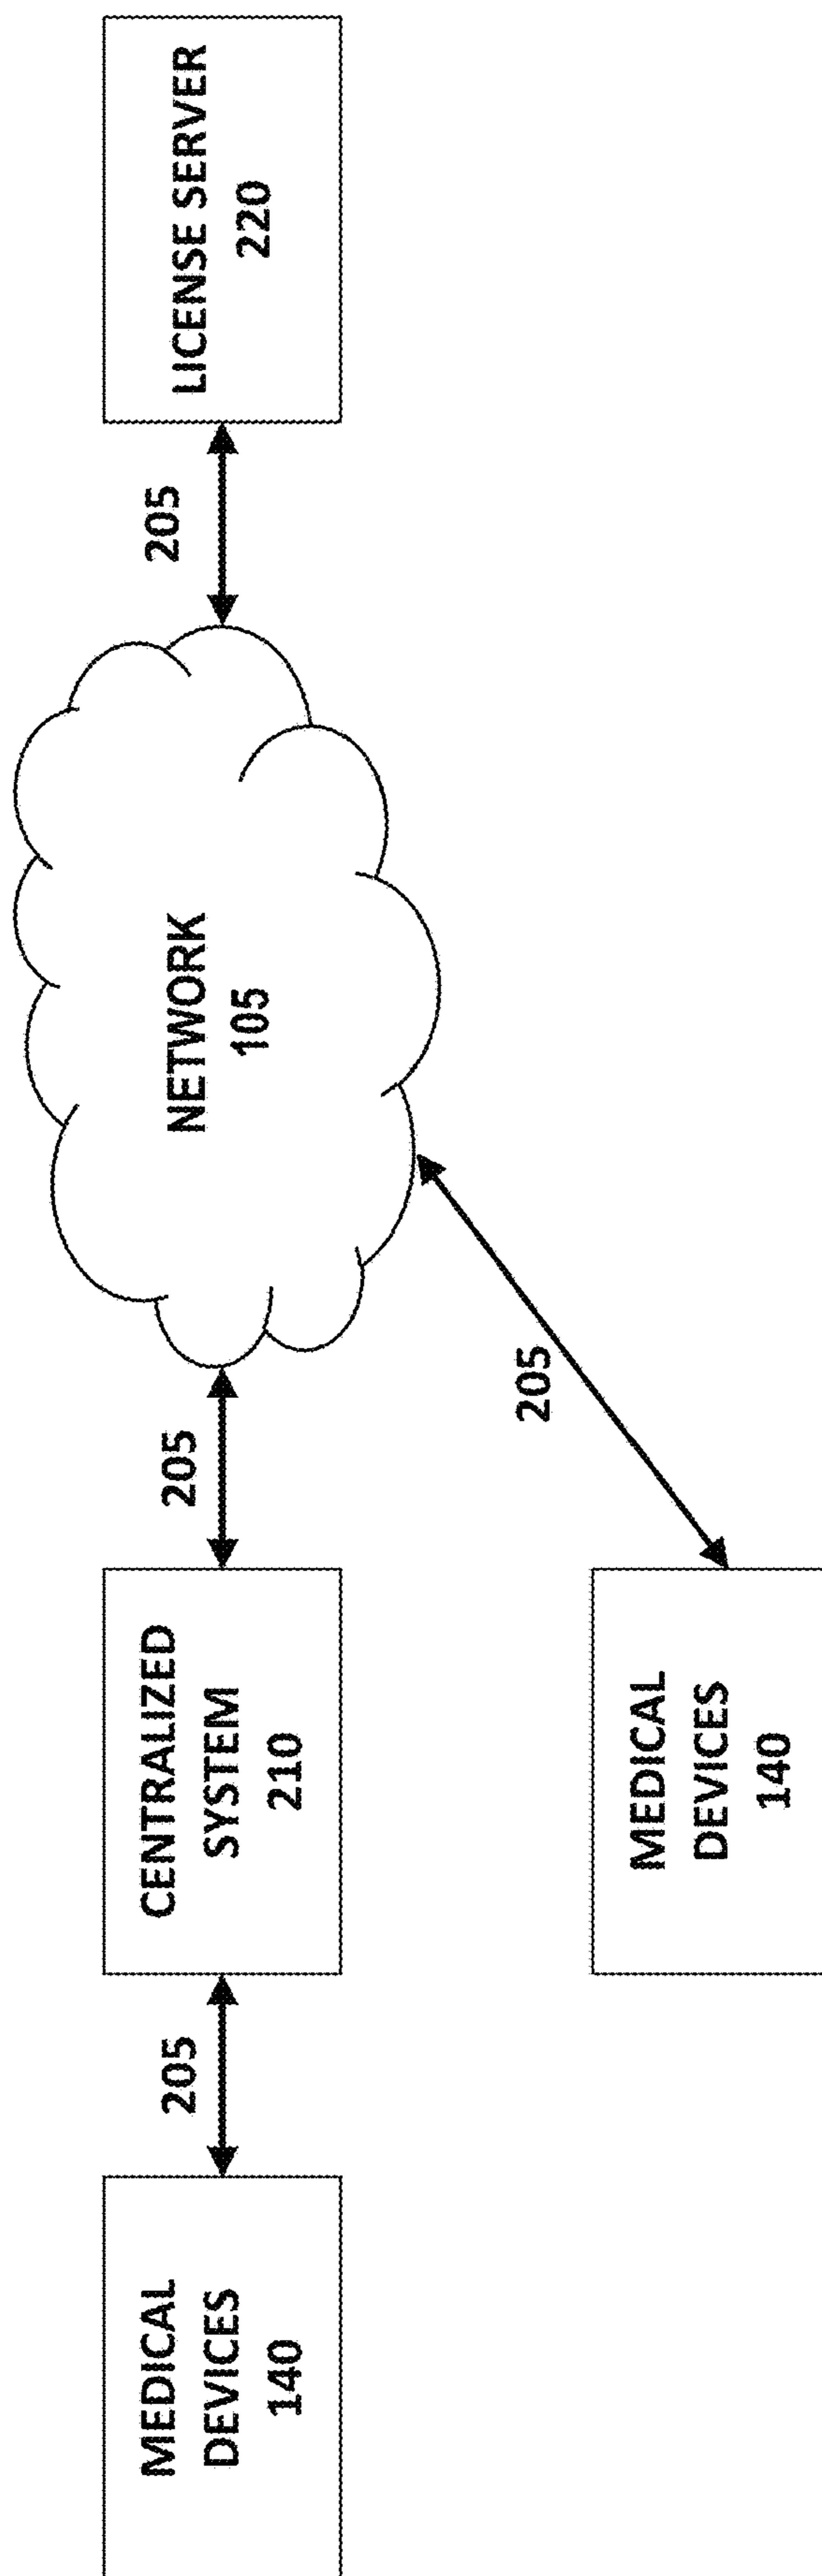 MEDICAL
DEVICES
140
205
CENTRALIZED
SYSTEM
210
205
NETWORK
105
205
LICENSE SERVER
220
MEDICAL
DEVICES
140
205